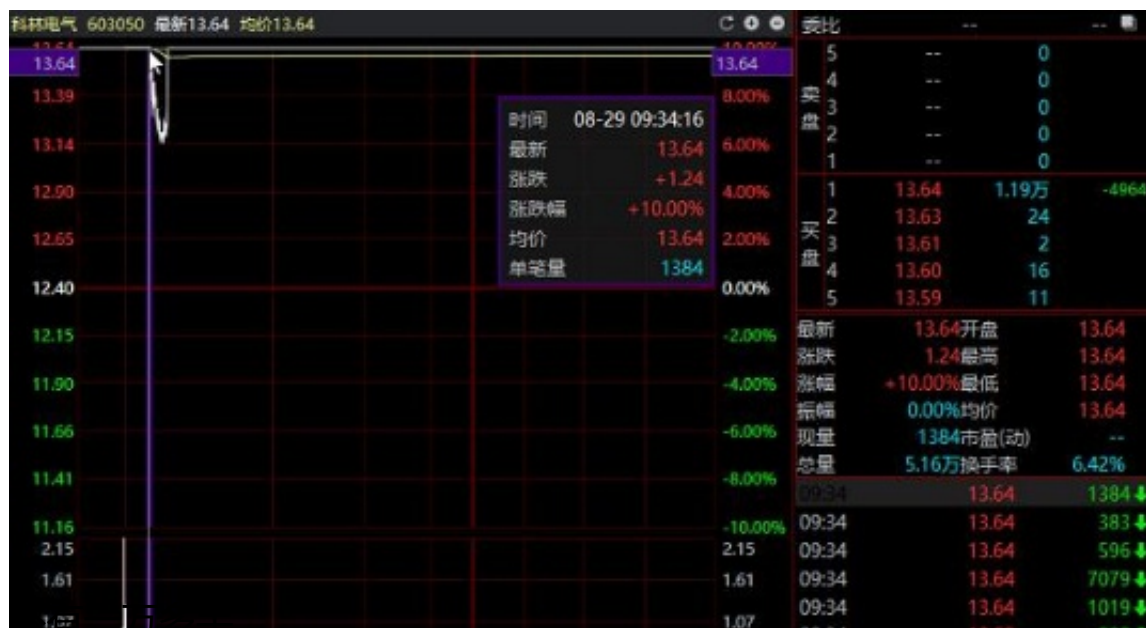 科林电气 603050 最新13.64 均价13.64
13.64 10.00%
13.64 13.64
13.39 8.00%
13.14 6.00%
12.90 4.00%
12.65 2.00%
12.40 0.00%
12.15 -2.00%
11.90 -4.00%
11.66 -6.00%
11.41 -8.00%
11.16 -10.00%
2.15 2.15
1.61 1.61
1.07 1.07
时间 08-29 09:34:16
最新 13.64
涨跌 +1.24
涨跌幅 +10.00%
均价 13.64
单笔量 1384
委比 -- --
卖盘
5 -- 0
4 -- 0
3 -- 0
2 -- 0
1 -- 0
买盘
1 13.64 1.19万 -4964
2 13.63 24
3 13.61 2
4 13.60 16
5 13.59 11
最新 13.64 开盘 13.64
涨跌 1.24 最高 13.64
涨幅 +10.00% 最低 13.64
振幅 0.00% 均价 13.64
现量 1384 市盈(动) --
总量 5.16万 换手率 6.42%
09:34 13.64 1384
09:34 13.64 383
09:34 13.64 596
09:34 13.64 7079
09:34 13.64 1019